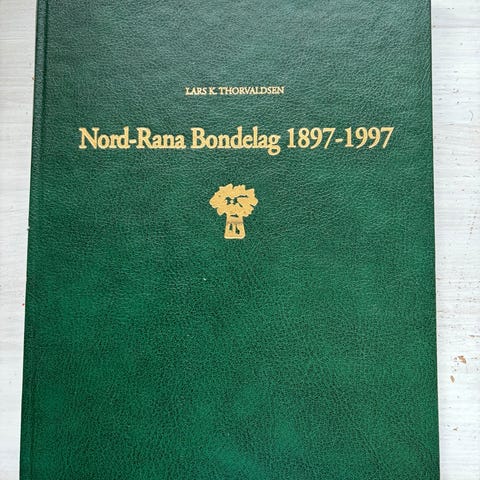 LARS K. THORVALDSEN
Nord-Rana Bondelag 1897-1997